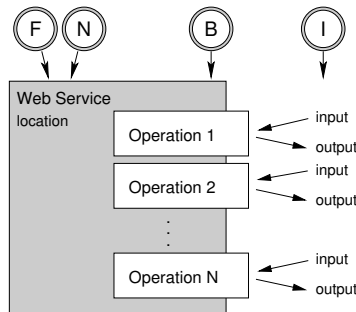 F N B I
Web Service
location
Operation 1
input
output
Operation 2
input
output
.
.
.
Operation N
input
output